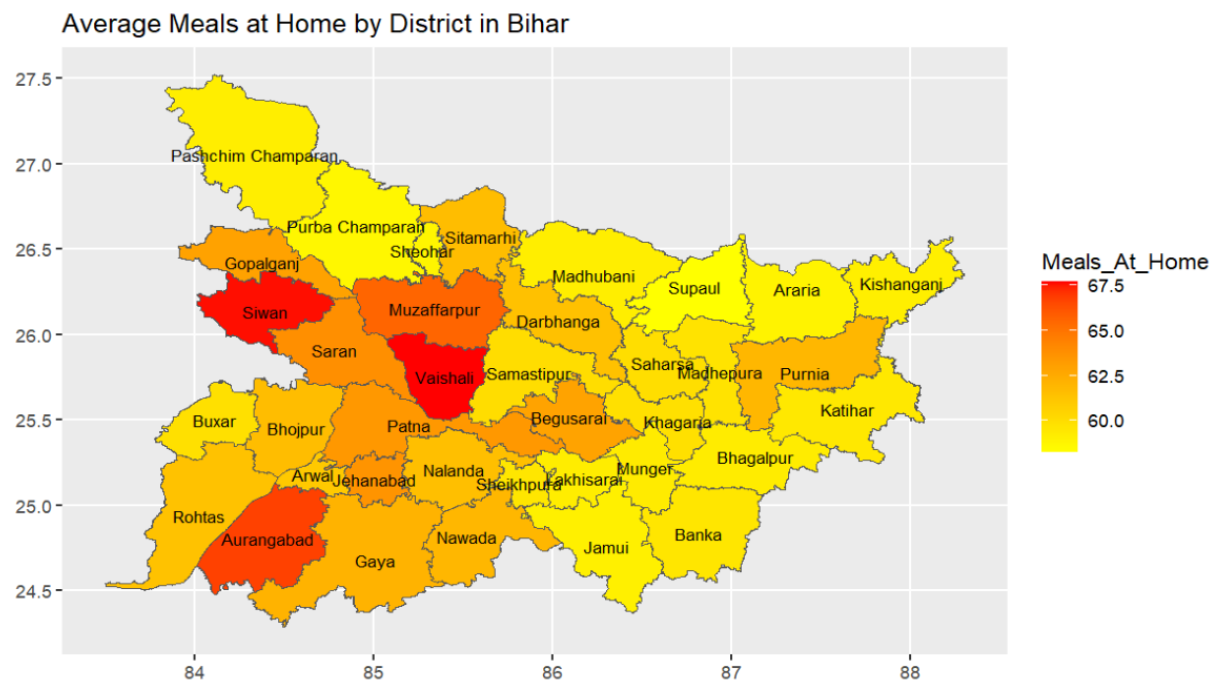 Average Meals at Home by District in Bihar
27.5
27.0
26.5
26.0
25.5
25.0
24.5
Pashchim Champaran
Purba Champaran
Sheohar
Sitamarhi
Gopalganj
Madhubani
Supaul
Araria
Kishanganj
Siwan
Muzaffarpur
Darbhanga
Saran
Vaishali
Samastipur
Saharsa
Madhepura
Purnia
Buxar
Bhojpur
Patna
Begusarai
Khagaria
Katihar
Arwal
Jehanabad
Nalanda
Sheikhpura
Lakhisarai
Munger
Bhagalpur
Rohtas
Aurangabad
Gaya
Nawada
Jamui
Banka
84
85
86
87
88
Meals_At_Home
67.5
65.0
62.5
60.0